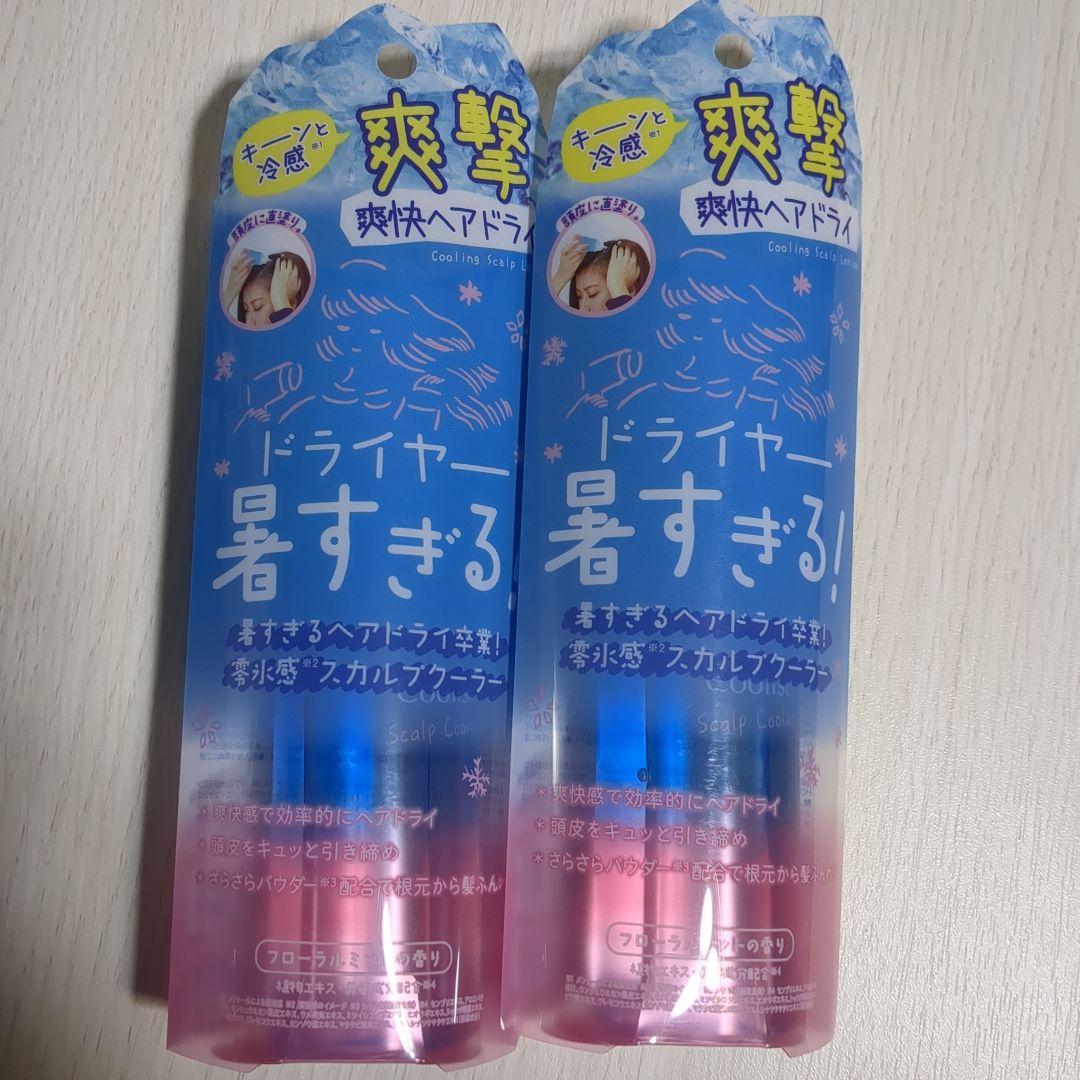 キーンと
冷感※1
爽撃
爽快ヘアドライ
Cooling Scalp Lo
頭皮に直塗り。
ドライヤー
暑すぎる!
暑すぎるヘアドライ卒業!
零氷感※2スカルプクーラー
Scalp Coole
*爽快感で効率的にヘアドライ
*頭皮をキュッと引き締め
*さらさらパウダー※3配合で根元から髪ふん
フローラルミントの香り
キーンと
冷感※1
爽撃
爽快ヘアドライ
Cooling Scalp Lotion
頭皮に直塗り。
ドライヤー
暑すぎる!
暑すぎるヘアドライ卒業!
零氷感※2スカルプクーラー
Scalp Coole
*爽快感で効率的にヘアドライ
*頭皮をキュッと引き締め
*さらさらパウダー※3配合で根元から髪ふん
フローラルミントの香り